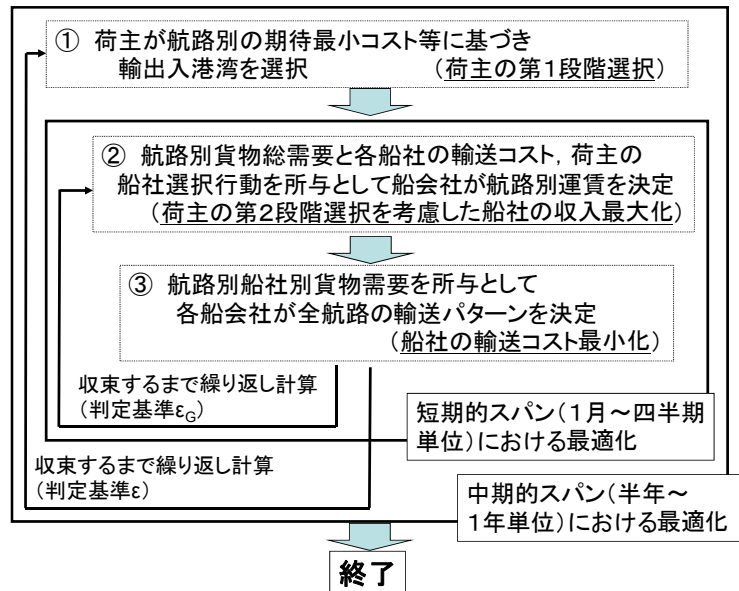 ① 荷主が航路別の期待最小コスト等に基づき
輸出入港湾を選択 （荷主の第１段階選択）
② 航路別貨物総需要と各船社の輸送コスト，荷主の
船社選択行動を所与として船会社が航路別運賃を決定
（荷主の第２段階選択を考慮した船社の収入最大化）
③ 航路別船社別貨物需要を所与として
各船会社が全航路の輸送パターンを決定
（船社の輸送コスト最小化）
収束するまで繰り返し計算
（判定基準εG）
短期的スパン（１月～四半期
単位）における最適化
収束するまで繰り返し計算
（判定基準ε）
中期的スパン（半年～
１年単位）における最適化
終了